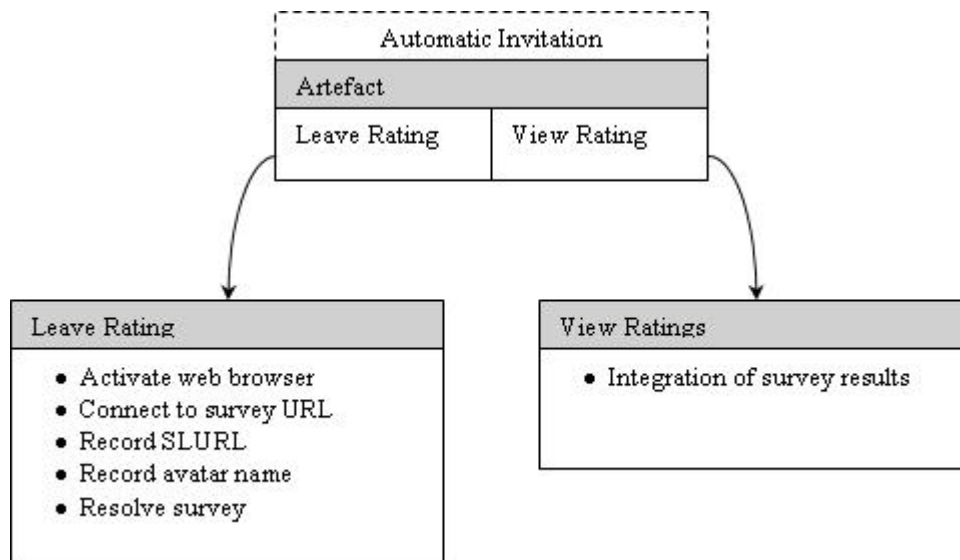 Automatic Invitation
Artefact
Leave Rating
View Rating
Leave Rating
● Activate web browser
● Connect to survey URL
● Record SLURL
● Record avatar name
● Resolve survey
View Ratings
● Integration of survey results